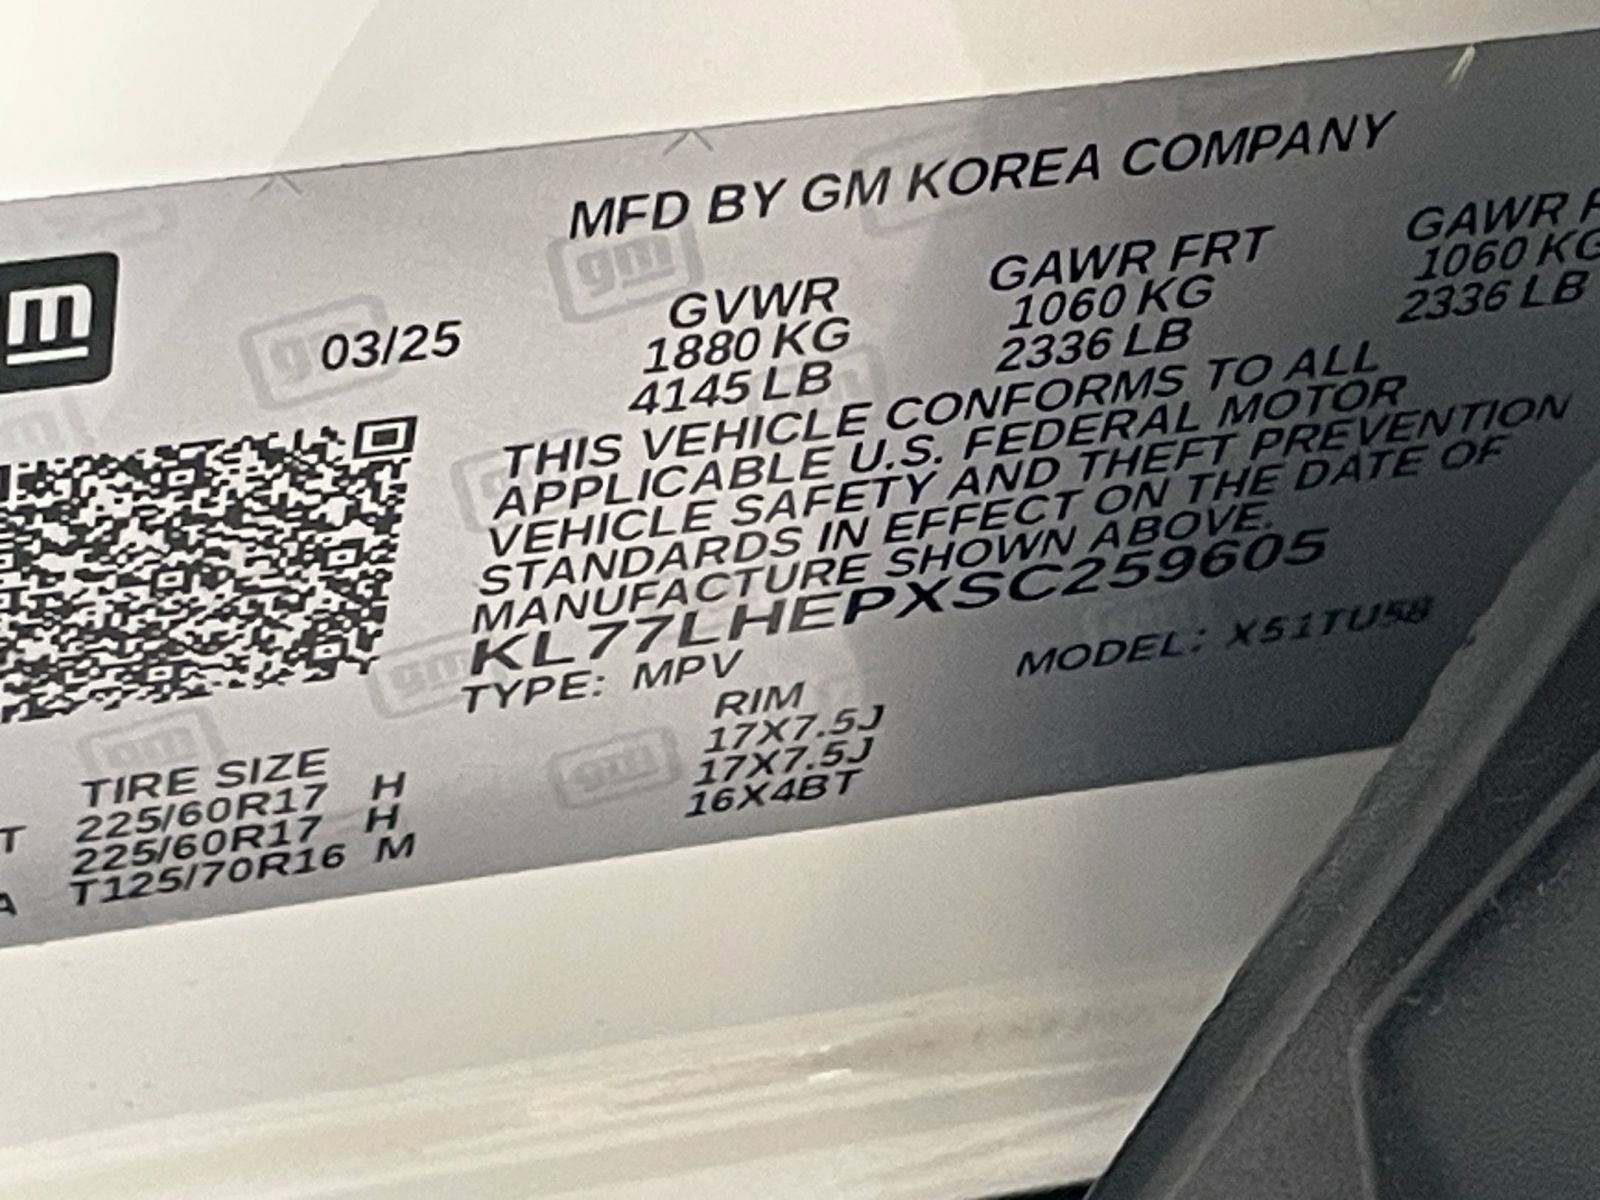 MFD BY GM KOREA COMPANY
gm
03/25
GVWR GAWR FRT GAWR
1880 KG 1060 KG 1060 KG
4145 LB 2336 LB 2336 LB
THIS VEHICLE CONFORMS TO ALL
APPLICABLE U.S. FEDERAL MOTOR
VEHICLE SAFETY AND THEFT PREVENTION
STANDARDS IN EFFECT ON THE DATE OF
MANUFACTURE SHOWN ABOVE.
KL77LHEPXSC259605
TYPE: MPV MODEL: X51TU58
TIRE SIZE RIM
T 225/60R17 H 17X7.5J
225/60R17 H 17X7.5J
A T125/70R16 M 16X4BT